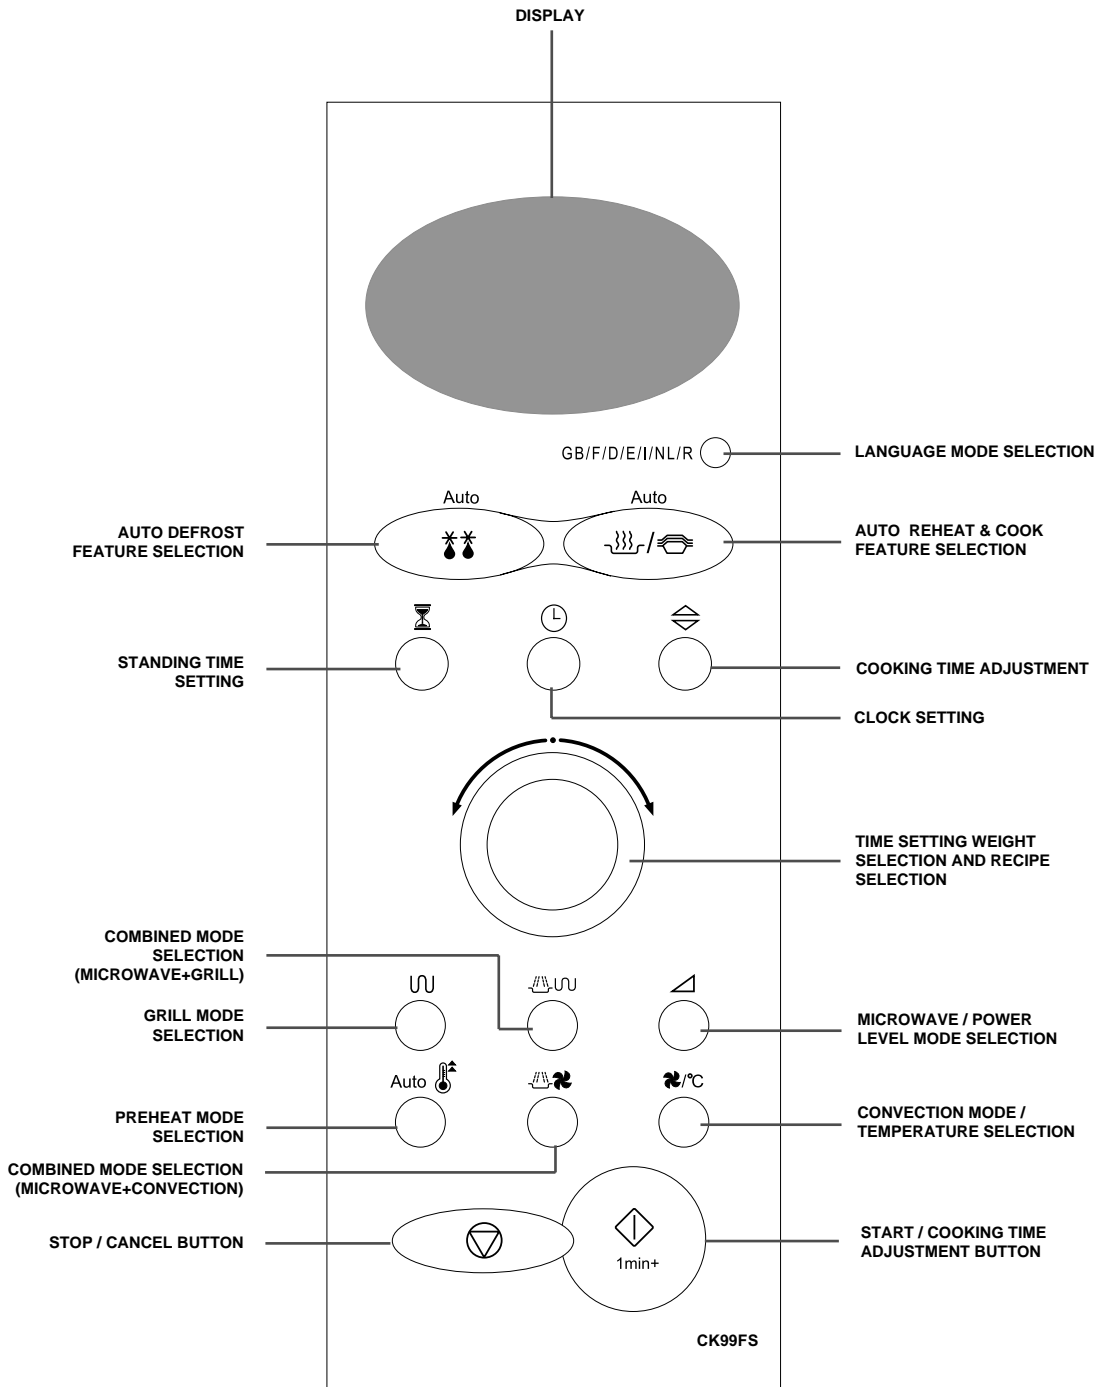 DISPLAY
GB/F/D/E/I/NL/R
LANGUAGE MODE SELECTION
Auto
Auto
AUTO DEFROST
FEATURE SELECTION
AUTO REHEAT & COOK
FEATURE SELECTION
STANDING TIME
SETTING
COOKING TIME ADJUSTMENT
CLOCK SETTING
TIME SETTING WEIGHT
SELECTION AND RECIPE
SELECTION
COMBINED MODE
SELECTION
(MICROWAVE+GRILL)
GRILL MODE
SELECTION
MICROWAVE / POWER
LEVEL MODE SELECTION
Auto
/°C
PREHEAT MODE
SELECTION
CONVECTION MODE /
TEMPERATURE SELECTION
COMBINED MODE SELECTION
(MICROWAVE+CONVECTION)
STOP / CANCEL BUTTON
1min+
START / COOKING TIME
ADJUSTMENT BUTTON
CK99FS